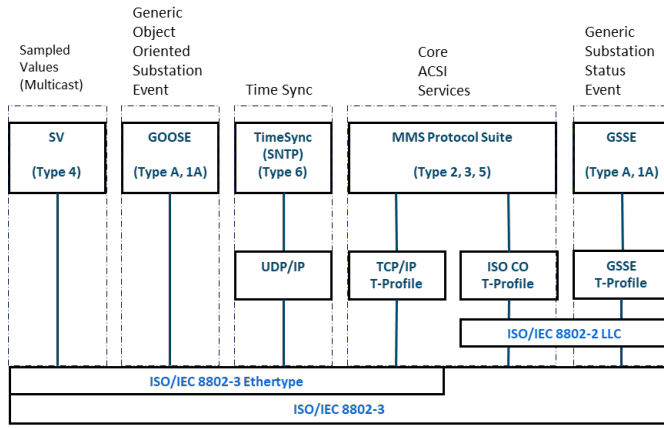 Sampled
Values
(Multicast)
Generic
Object
Oriented
Substation
Event
Time Sync
Core
ACSI
Services
Generic
Substation
Status
Event
SV
(Type 4)
GOOSE
(Type A, 1A)
TimeSync
(SNTP)
(Type 6)
MMS Protocol Suite
(Type 2, 3, 5)
GSSE
(Type A, 1A)
UDP/IP
TCP/IP
T-Profile
ISO CO
T-Profile
GSSE
T-Profile
ISO/IEC 8802-2 LLC
ISO/IEC 8802-3 Ethertype
ISO/IEC 8802-3